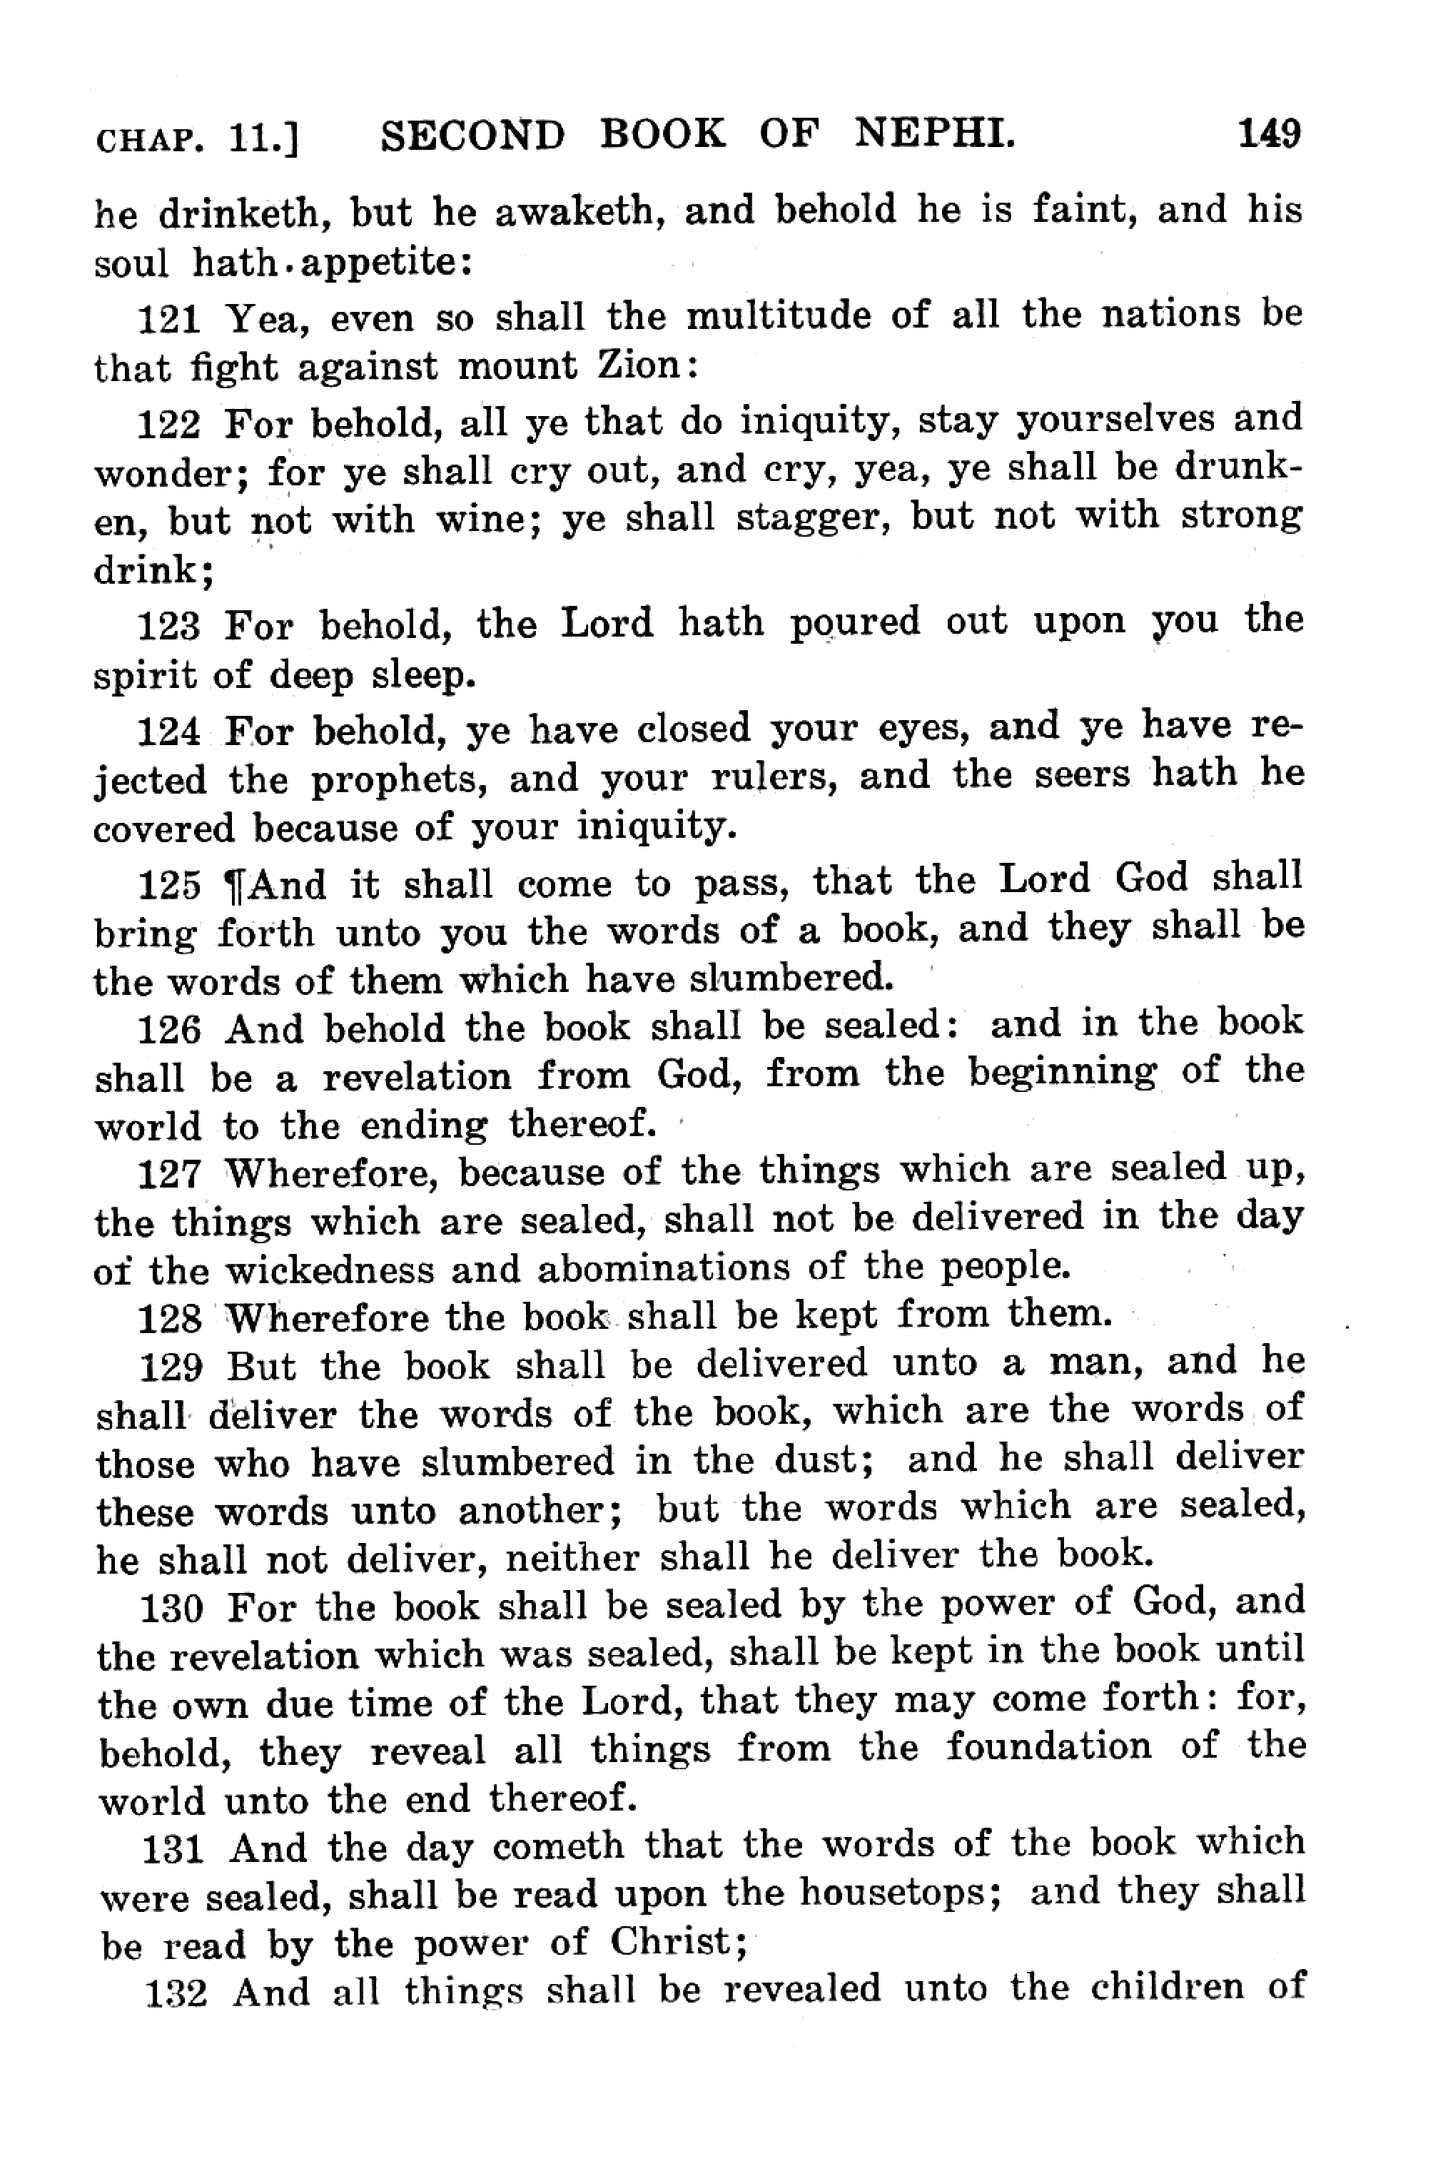 CHAP. 11.] SECOND BOOK OF NEPHI. 149
he drinketh, but he awaketh, and behold he is faint, and his
soul hath appetite:
121 Yea, even so shall the multitude of all the nations be
that fight against mount Zion:
122 For behold, all ye that do iniquity, stay yourselves and
wonder; for ye shall cry out, and cry, yea, ye shall be drunk-
en, but not with wine; ye shall stagger, but not with strong
drink;
123 For behold, the Lord hath poured out upon you the
spirit of deep sleep.
124 For behold, ye have closed your eyes, and ye have re-
jected the prophets, and your rulers, and the seers hath he
covered because of your iniquity.
125 ¶And it shall come to pass, that the Lord God shall
bring forth unto you the words of a book, and they shall be
the words of them which have slumbered.
126 And behold the book shall be sealed: and in the book
shall be a revelation from God, from the beginning of the
world to the ending thereof.
127 Wherefore, because of the things which are sealed up,
the things which are sealed, shall not be delivered in the day
of the wickedness and abominations of the people.
128 Wherefore the book shall be kept from them.
129 But the book shall be delivered unto a man, and he
shall deliver the words of the book, which are the words of
those who have slumbered in the dust; and he shall deliver
these words unto another; but the words which are sealed,
he shall not deliver, neither shall he deliver the book.
130 For the book shall be sealed by the power of God, and
the revelation which was sealed, shall be kept in the book until
the own due time of the Lord, that they may come forth: for,
behold, they reveal all things from the foundation of the
world unto the end thereof.
131 And the day cometh that the words of the book which
were sealed, shall be read upon the housetops; and they shall
be read by the power of Christ;
132 And all things shall be revealed unto the children of